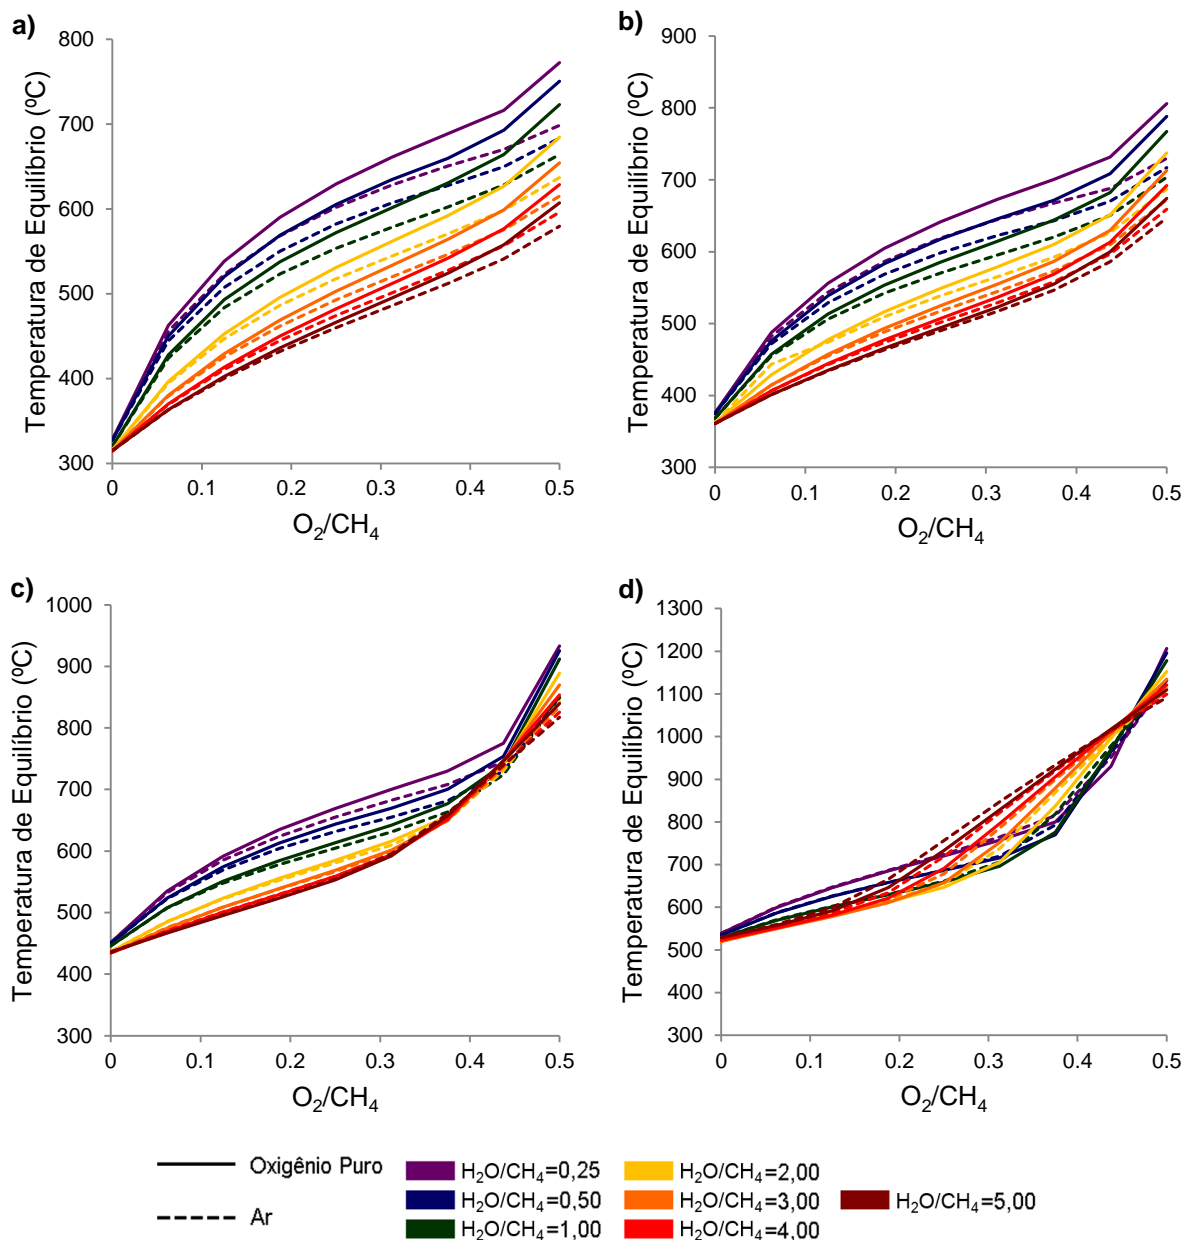 a)
Temperatura de Equilíbrio (ºC)
800
700
600
500
400
300
0
0.1
0.2
0.3
0.4
0.5
O₂/CH₄
b)
Temperatura de Equilíbrio (ºC)
900
800
700
600
500
400
300
0
0.1
0.2
0.3
0.4
0.5
O₂/CH₄
c)
Temperatura de Equilíbrio (ºC)
1000
900
800
700
600
500
400
300
0
0.1
0.2
0.3
0.4
0.5
O₂/CH₄
d)
Temperatura de Equilíbrio (ºC)
1300
1200
1100
1000
900
800
700
600
500
400
300
0
0.1
0.2
0.3
0.4
0.5
O₂/CH₄
Oxigênio Puro
Ar
H₂O/CH₄=0,25
H₂O/CH₄=0,50
H₂O/CH₄=1,00
H₂O/CH₄=2,00
H₂O/CH₄=3,00
H₂O/CH₄=4,00
H₂O/CH₄=5,00